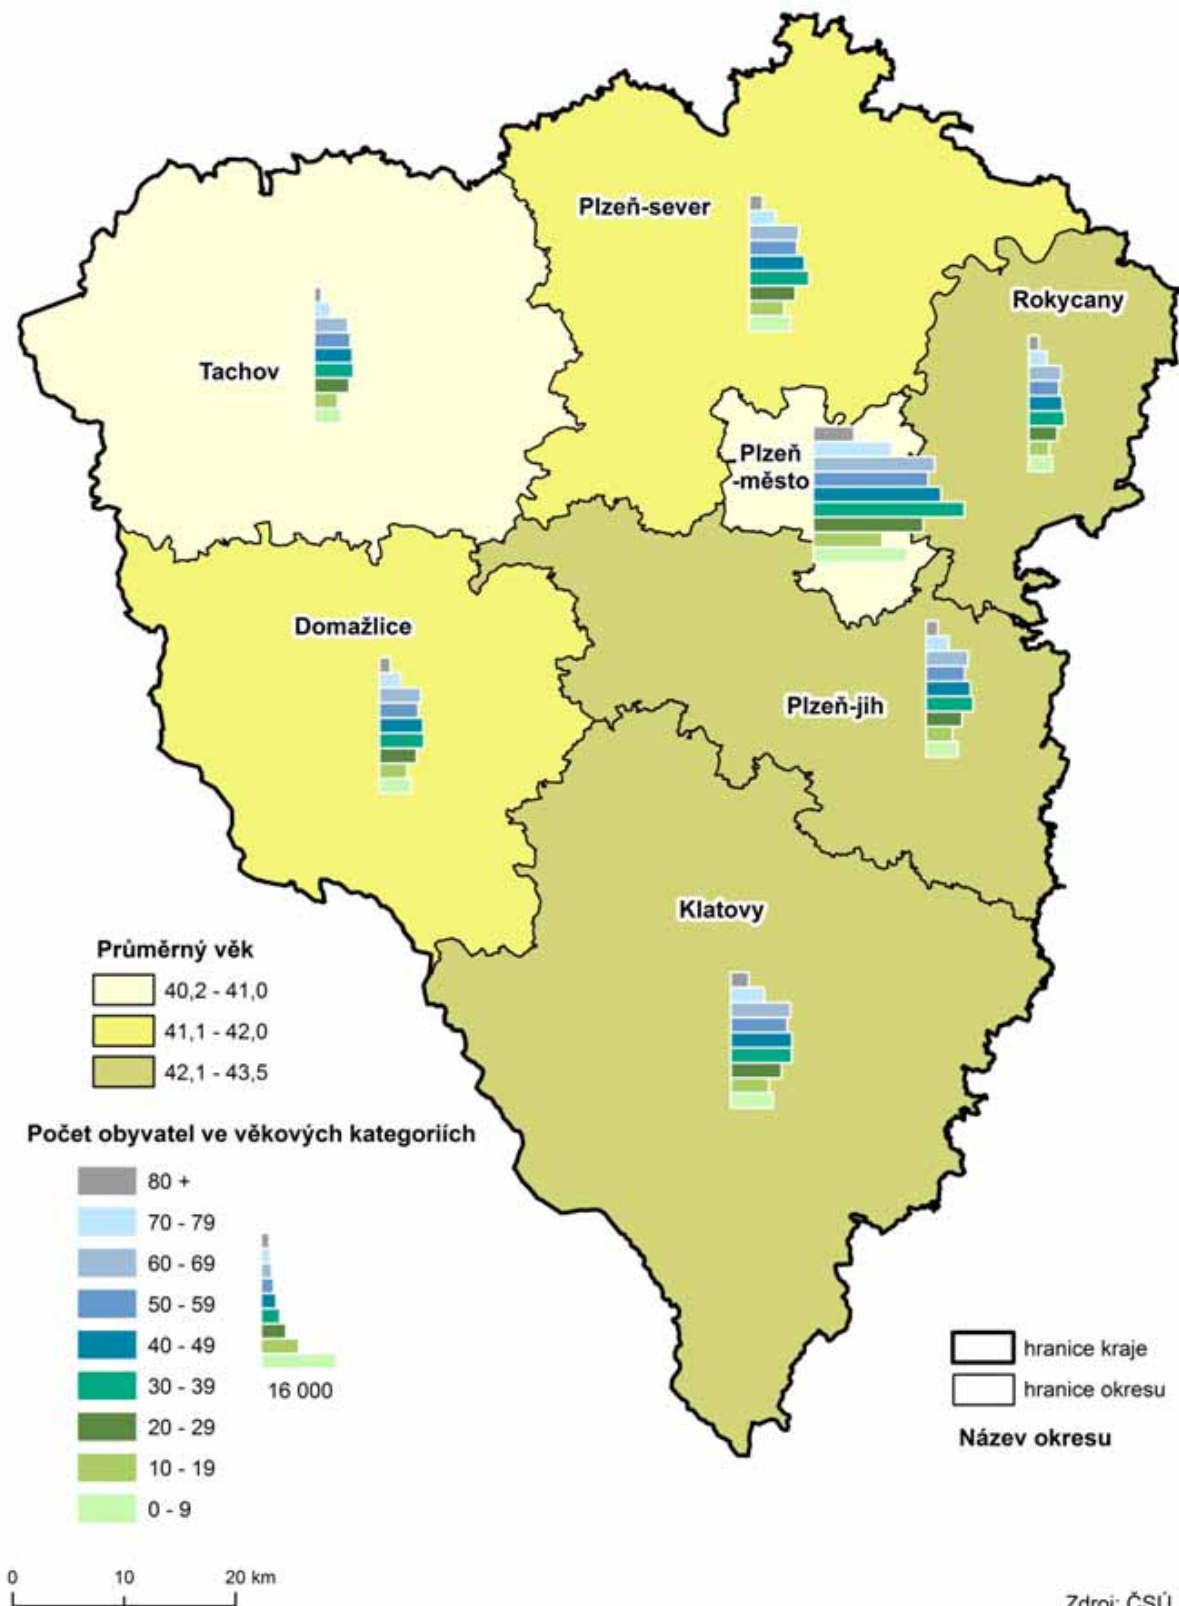 Plzeň-sever
Rokycany
Tachov
Plzeň
-město
Domažlice
Plzeň-jih
Klatovy
Průměrný věk
40,2 - 41,0
41,1 - 42,0
42,1 - 43,5
Počet obyvatel ve věkových kategoriích
80 +
70 - 79
60 - 69
50 - 59
40 - 49
30 - 39
20 - 29
10 - 19
0 - 9
16 000
hranice kraje
hranice okresu
Název okresu
0 10 20 km
Zdroj: ČSÚ